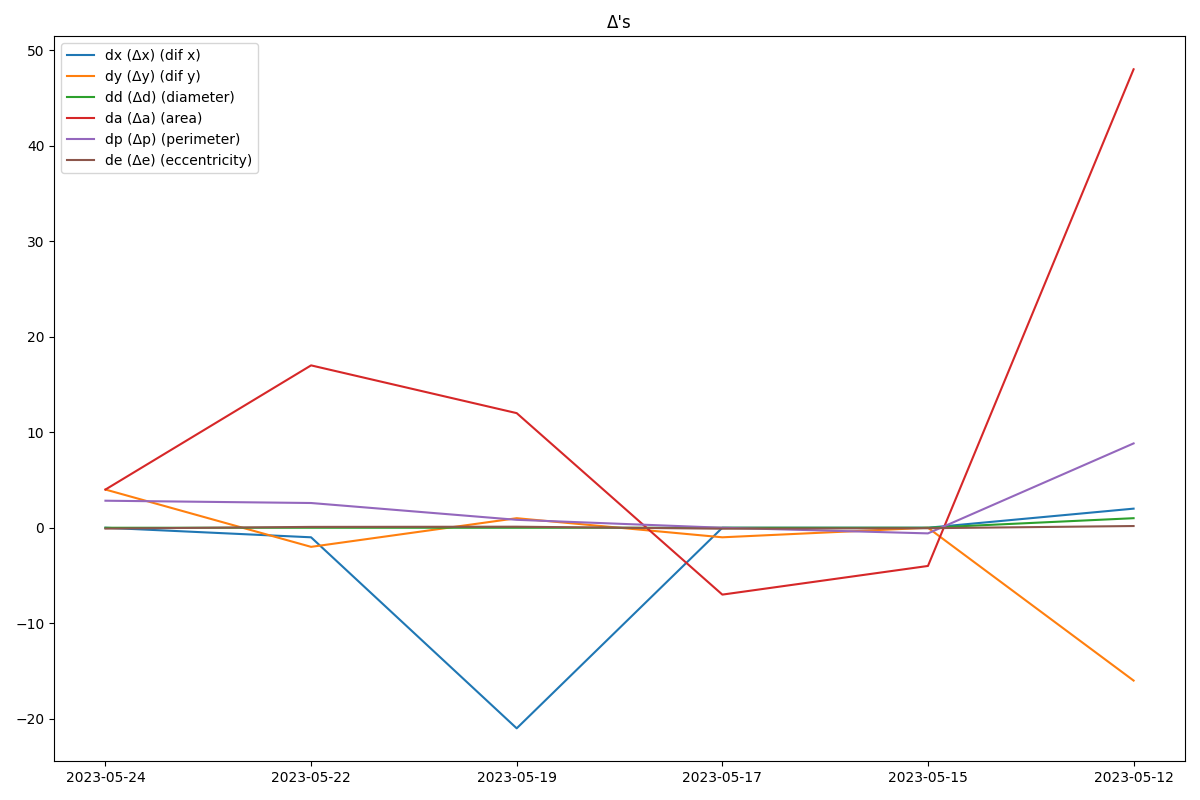 Δ's
50
40
30
20
10
0
−10
−20
dx (Δx) (dif x)
dy (Δy) (dif y)
dd (Δd) (diameter)
da (Δa) (area)
dp (Δp) (perimeter)
de (Δe) (eccentricity)
2023-05-24 2023-05-22 2023-05-19 2023-05-17 2023-05-15 2023-05-12